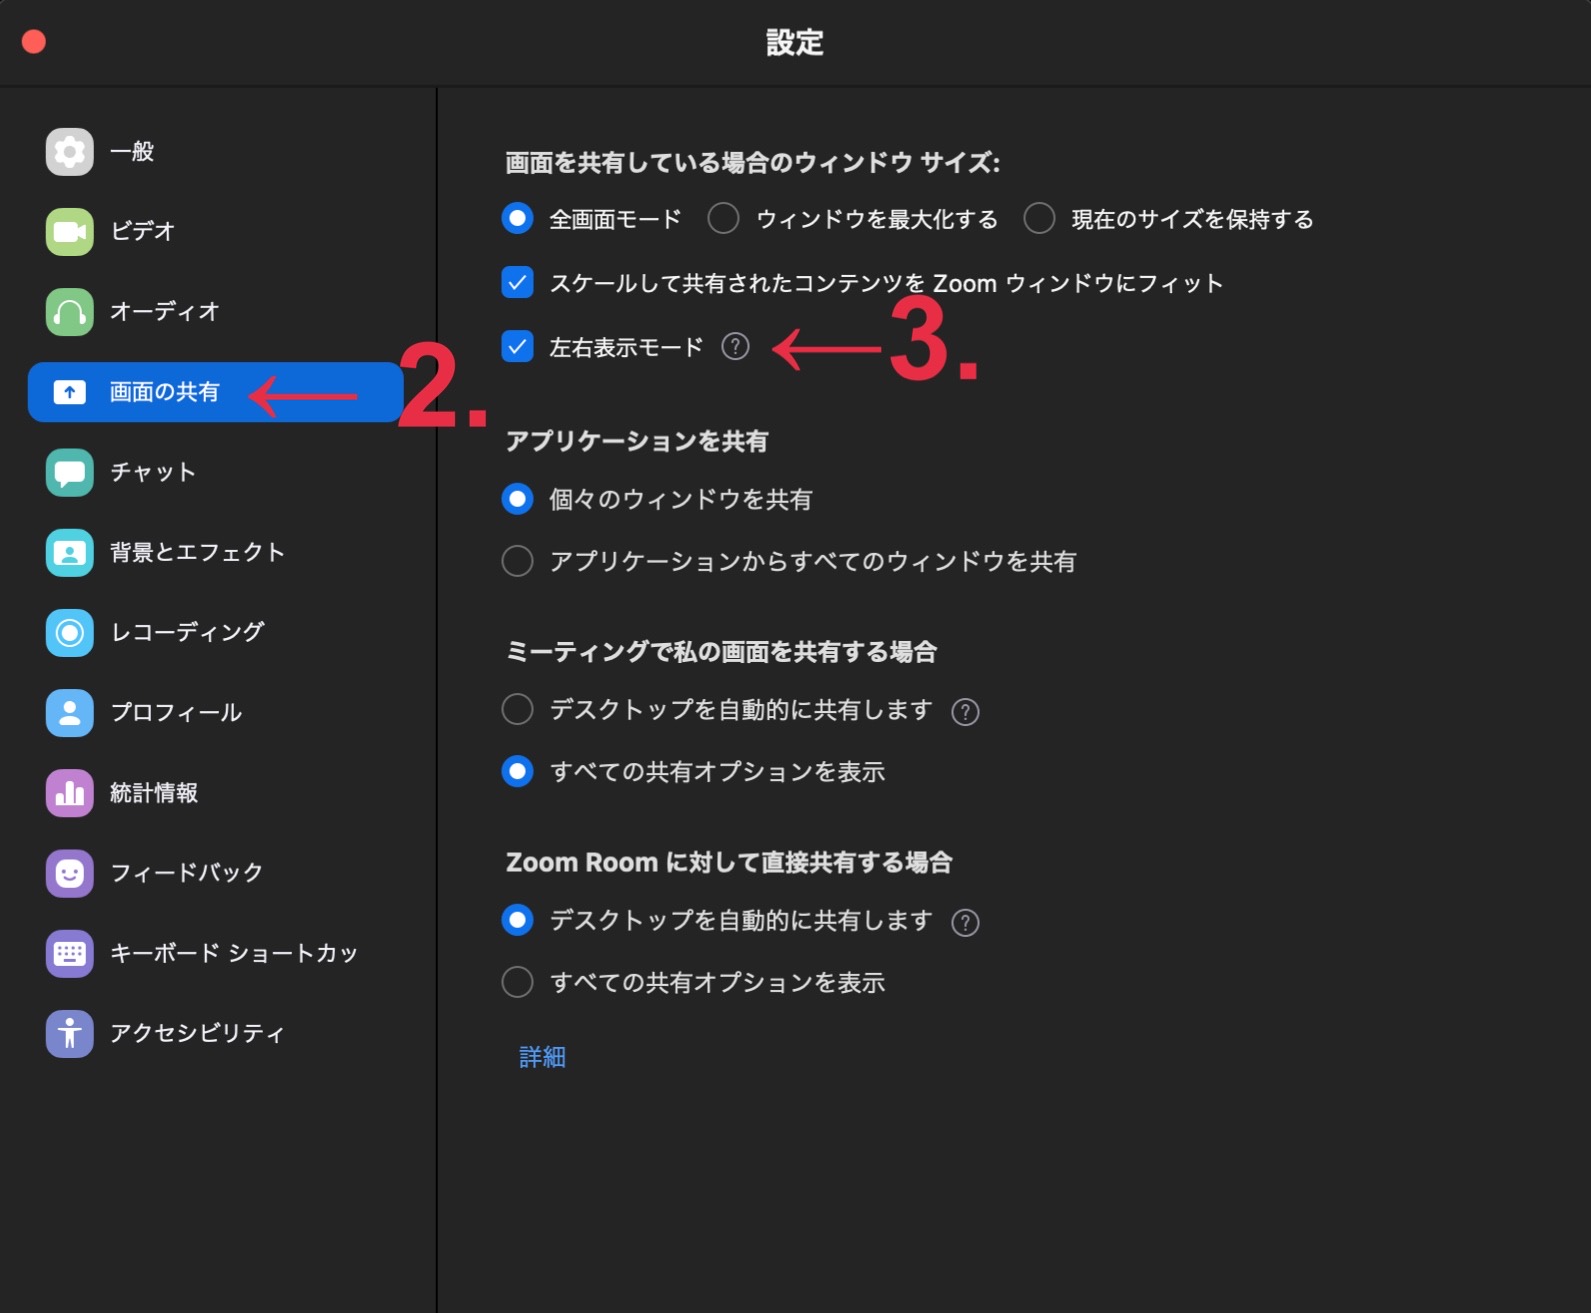 設定
一般
ビデオ
オーディオ
画面の共有
2.
チャット
背景とエフェクト
レコーディング
プロフィール
統計情報
フィードバック
キーボード ショートカッ
アクセシビリティ
画面を共有している場合のウィンドウ サイズ:
全画面モード ウィンドウを最大化する 現在のサイズを保持する
スケールして共有されたコンテンツを Zoom ウィンドウにフィット
左右表示モード ?
3.
アプリケーションを共有
個々のウィンドウを共有
アプリケーションからすべてのウィンドウを共有
ミーティングで私の画面を共有する場合
デスクトップを自動的に共有します ?
すべての共有オプションを表示
Zoom Room に対して直接共有する場合
デスクトップを自動的に共有します ?
すべての共有オプションを表示
詳細